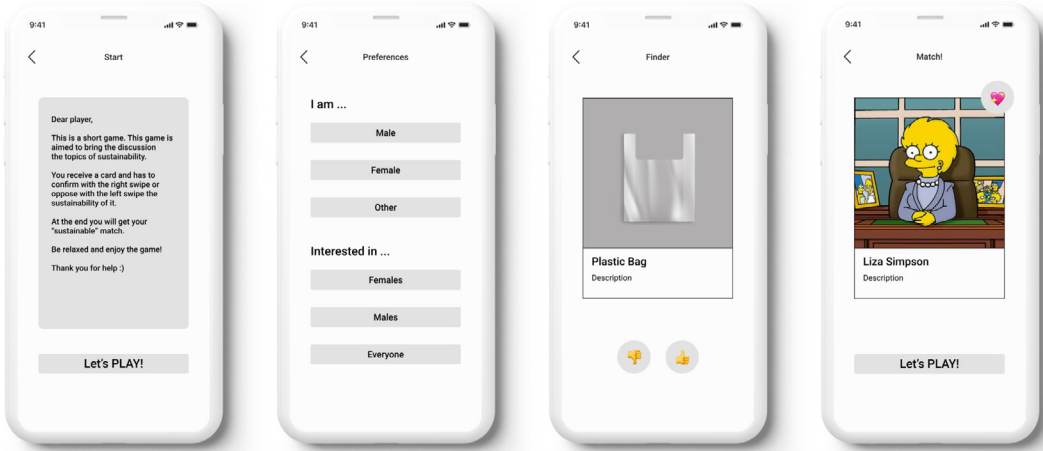 9:41
Start
Dear player,
This is a short game. This game is
aimed to bring the discussion
the topics of sustainability.
You receive a card and has to
confirm with the right swipe or
oppose with the left swipe the
sustainability of it.
At the end you will get your
"sustainable" match.
Be relaxed and enjoy the game!
Thank you for help :)
Let's PLAY!
9:41
Preferences
I am ...
Male
Female
Other
Interested in ...
Females
Males
Everyone
9:41
Finder
Plastic Bag
Description
9:41
Match!
Liza Simpson
Description
Let's PLAY!